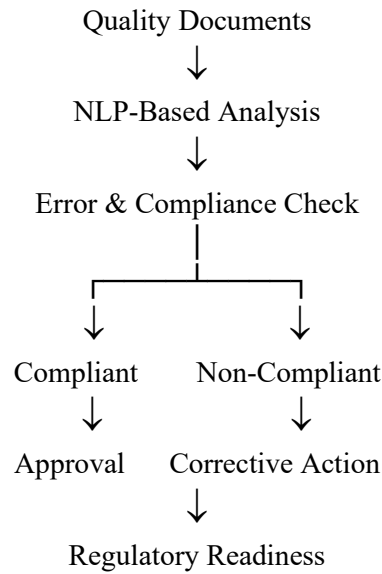 Quality Documents
NLP-Based Analysis
Error & Compliance Check
Compliant Non-Compliant
Approval Corrective Action
Regulatory Readiness